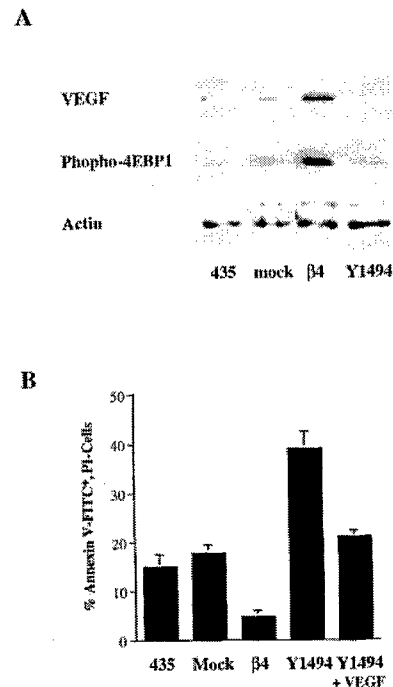 A
VEGF
Phopho-4EBP1
Actin
435 mock β4 Y1494
B
% Annexin V-FITC+, PI-Cells
50
40
30
20
10
0
435 Mock β4 Y1494 Y1494
+ VEGF